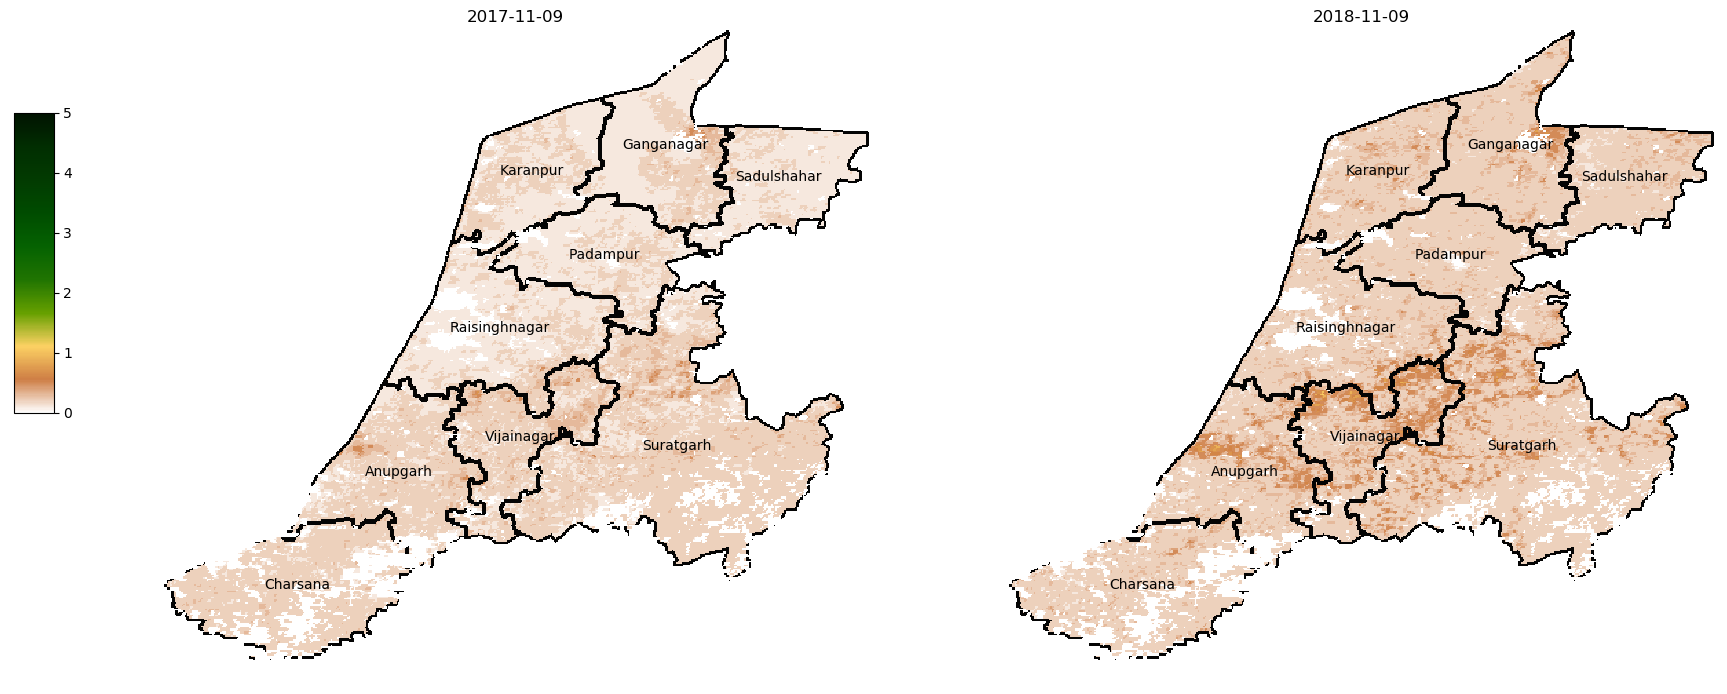 2017-11-09
2018-11-09
5
4
3
2
1
0
Ganganagar
Karanpur
Sadulshahar
Padampur
Raisinghnagar
Vijainagar
Suratgarh
Anupgarh
Charsana
Ganganagar
Karanpur
Sadulshahar
Padampur
Raisinghnagar
Vijainagar
Suratgarh
Anupgarh
Charsana